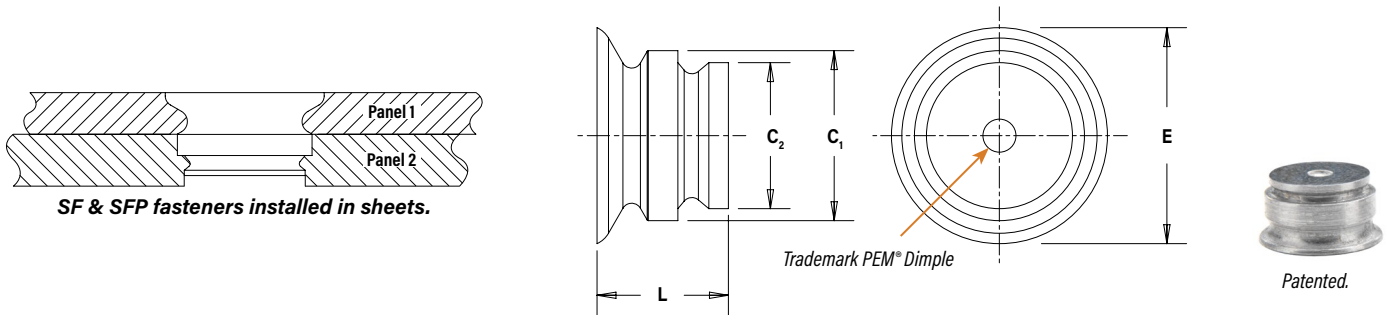 Panel 1
Panel 2
SF & SFP fasteners installed in sheets.
C₂
C₁
L
E
Trademark PEM® Dimple
Patented.